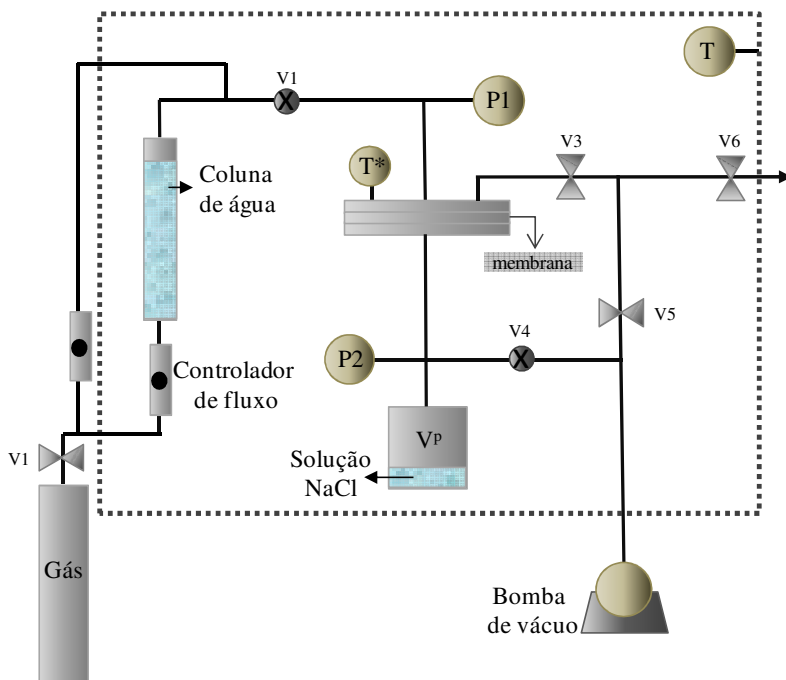 T
V1
P1
V3
V6
T*
Coluna
de água
membrana
V5
V4
P2
Controlador
de fluxo
V1
Vp
Solução
NaCl
Gás
Bomba
de vácuo